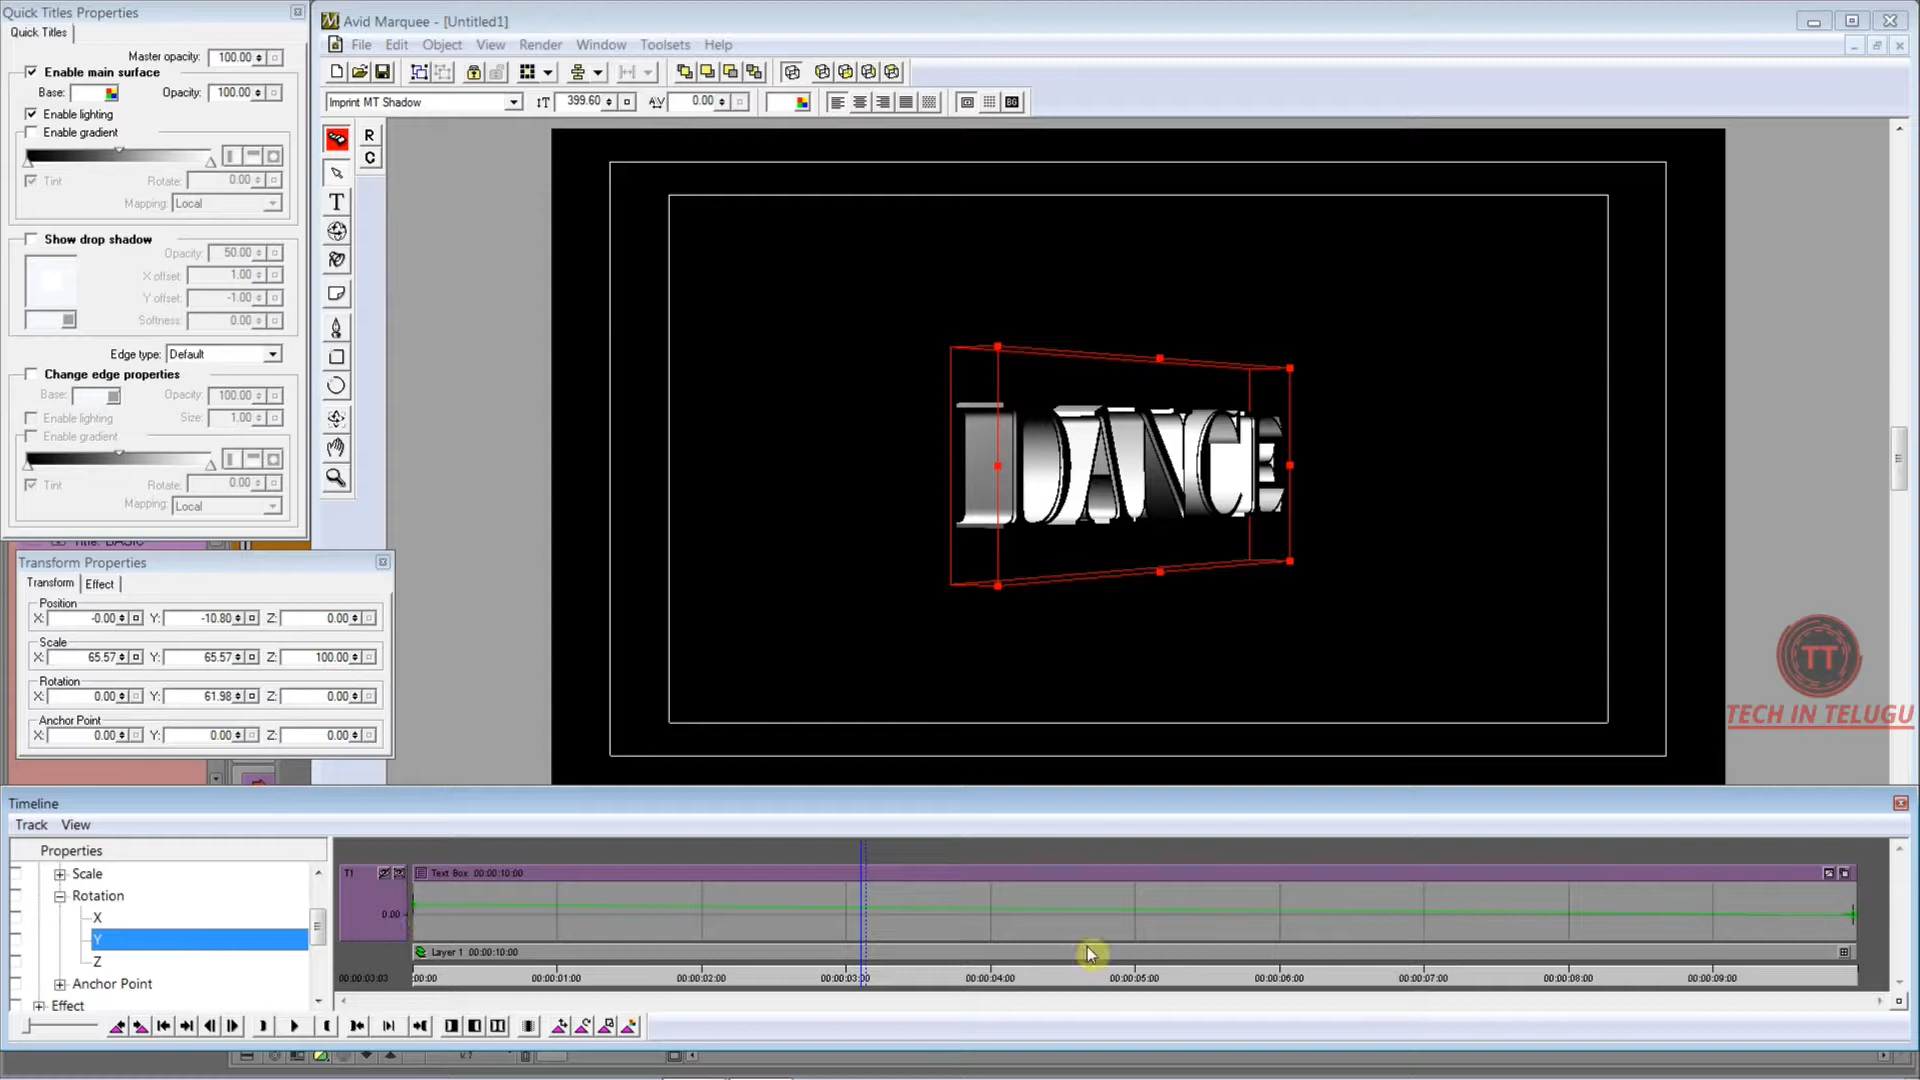 Quick Titles Properties
Quick Titles
Master opacity: 100.00
Enable main surface
Base: Opacity: 100.00
Enable lighting
Enable gradient
Tint Rotate: 0.00
Mapping: Local
Show drop shadow
Opacity: 50.00
X offset: 1.00
Y offset: -1.00
Softness: 0.00
Edge type: Default
Change edge properties
Base: Opacity: 100.00
Enable lighting Size: 1.00
Enable gradient
Tint Rotate: 0.00
Mapping: Local
Title: BASIC
Transform Properties
Transform Effect
Position
X: -0.00 Y: -10.80 Z: 0.00
Scale
X: 65.57 Y: 65.57 Z: 100.00
Rotation
X: 0.00 Y: 61.98 Z: 0.00
Anchor Point
X: 0.00 Y: 0.00 Z: 0.00
Avid Marquee - [Untitled1]
File Edit Object View Render Window Toolsets Help
Imprint MT Shadow 399.60 AV 0.00 BG
R
C
T
DANCE
TT
TECH IN TELUGU
Timeline
Track View
Properties
Scale
Rotation
X
Y
Z
Anchor Point
Effect
T1 Text Box 00:00:10:00
0.00
Layer 1 00:00:10:00
00:00:03:03 :00:00 00:00:01:00 00:00:02:00 00:00:03:00 00:00:04:00 00:00:05:00 00:00:06:00 00:00:07:00 00:00:08:00 00:00:09:00